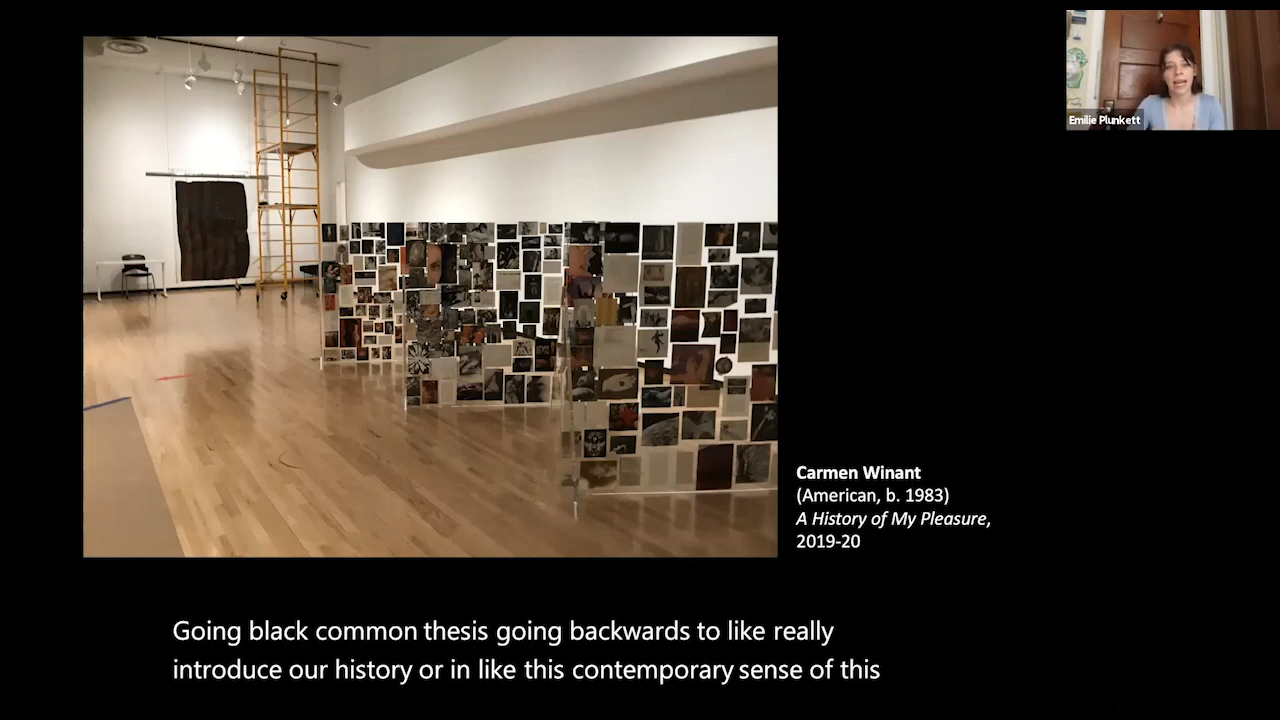 Emilie Plunkett
Carmen Winant
(American, b. 1983)
A History of My Pleasure,
2019-20
Going black common thesis going backwards to like really
introduce our history or in like this contemporary sense of this